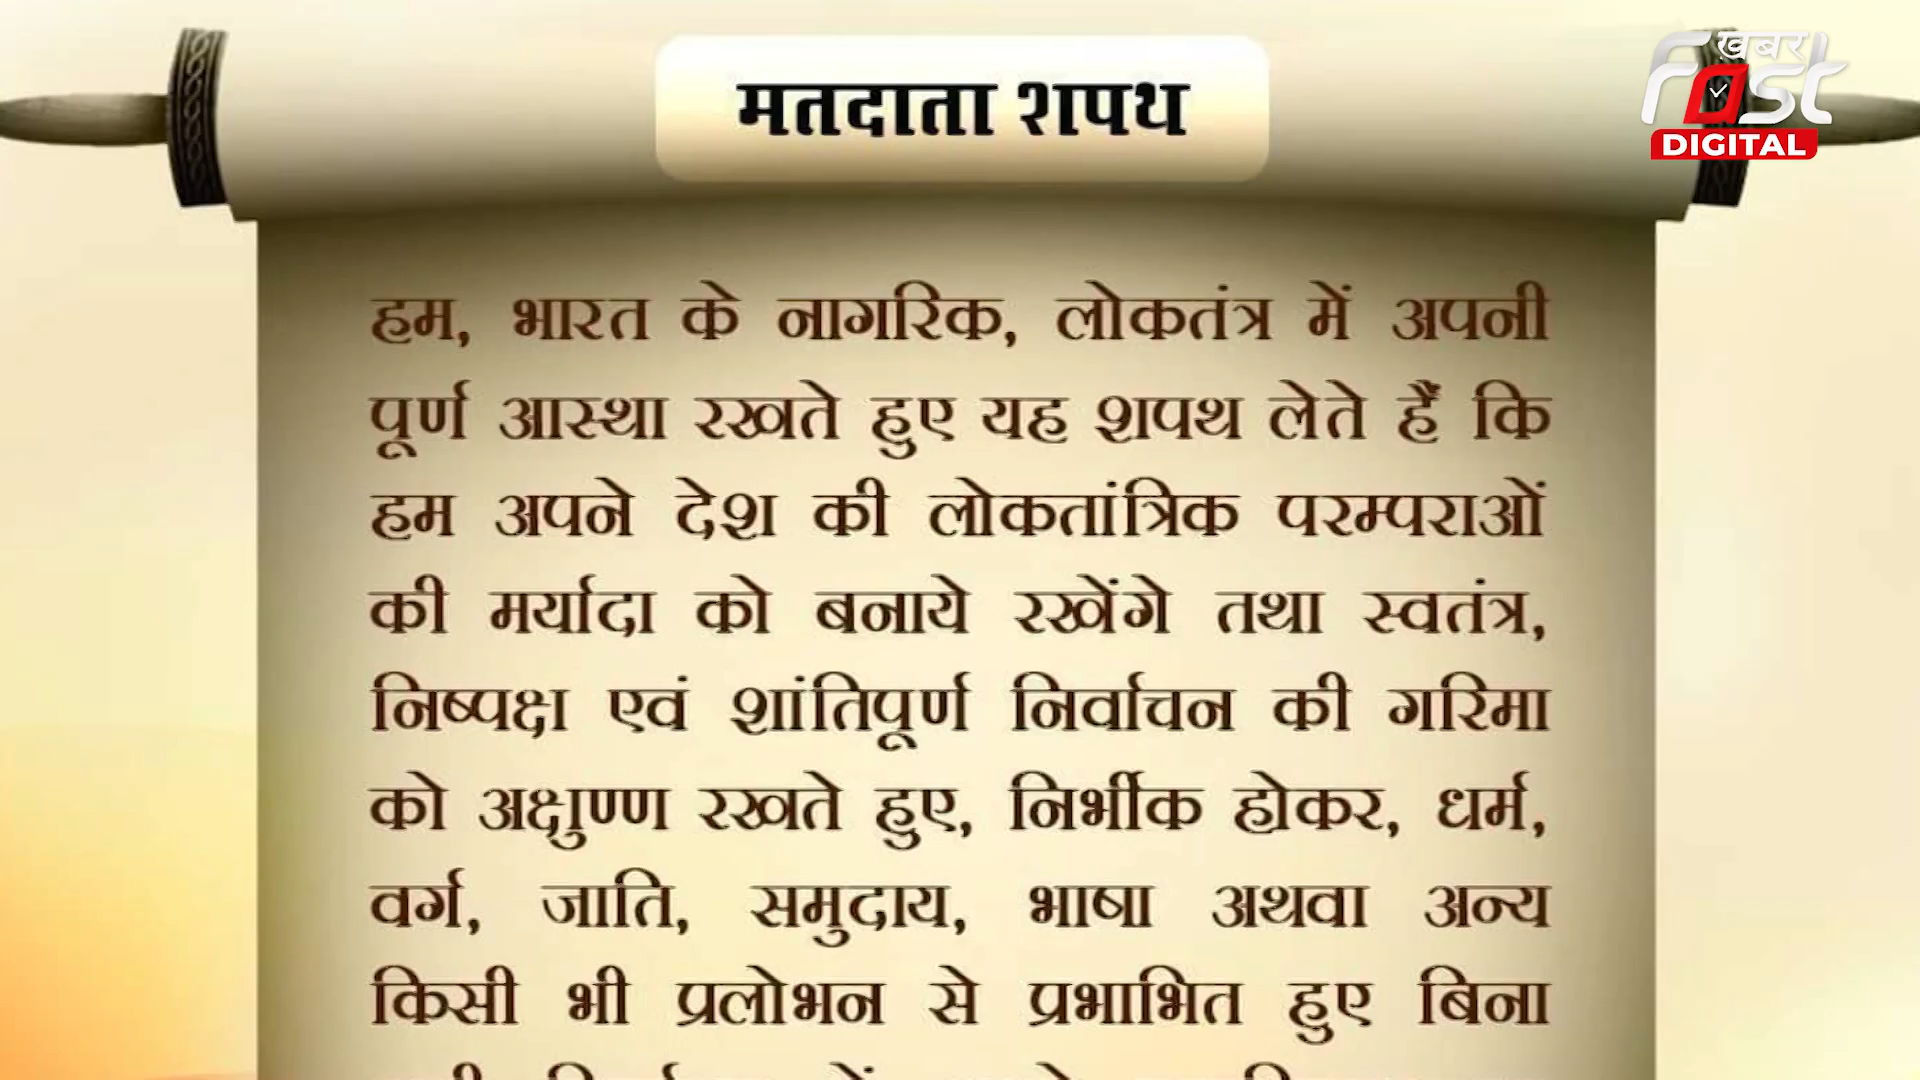 मतदाता शपथ
ख़बर
Fast
DIGITAL
हम, भारत के नागरिक, लोकतंत्र में अपनी
पूर्ण आस्था रखते हुए यह शपथ लेते हैं कि
हम अपने देश की लोकतांत्रिक परम्पराओं
की मर्यादा को बनाये रखेंगे तथा स्वतंत्र,
निष्पक्ष एवं शांतिपूर्ण निर्वाचन की गरिमा
को अक्षुण्ण रखते हुए, निर्भीक होकर, धर्म,
वर्ग, जाति, समुदाय, भाषा अथवा अन्य
किसी भी प्रलोभन से प्रभाभित हुए बिना